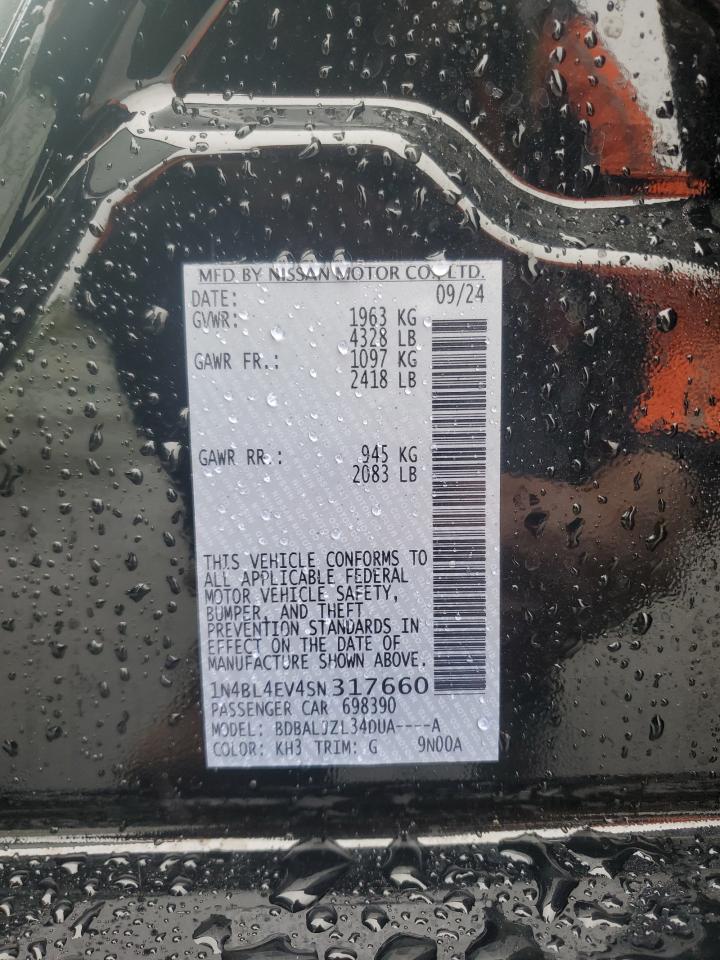 MFD BY NISSAN MOTOR CO., LTD.
DATE: 09/24
GVWR: 1963 KG
4328 LB
GAWR FR.: 1097 KG
2418 LB
GAWR RR.: 945 KG
2083 LB
THIS VEHICLE CONFORMS TO
ALL APPLICABLE FEDERAL
MOTOR VEHICLE SAFETY,
BUMPER, AND THEFT
PREVENTION STANDARDS IN
EFFECT ON THE DATE OF
MANUFACTURE SHOWN ABOVE.
1N4BL4EV4SN317660
PASSENGER CAR 698390
MODEL:
COLOR: KH3 TRIM: G 9N00A